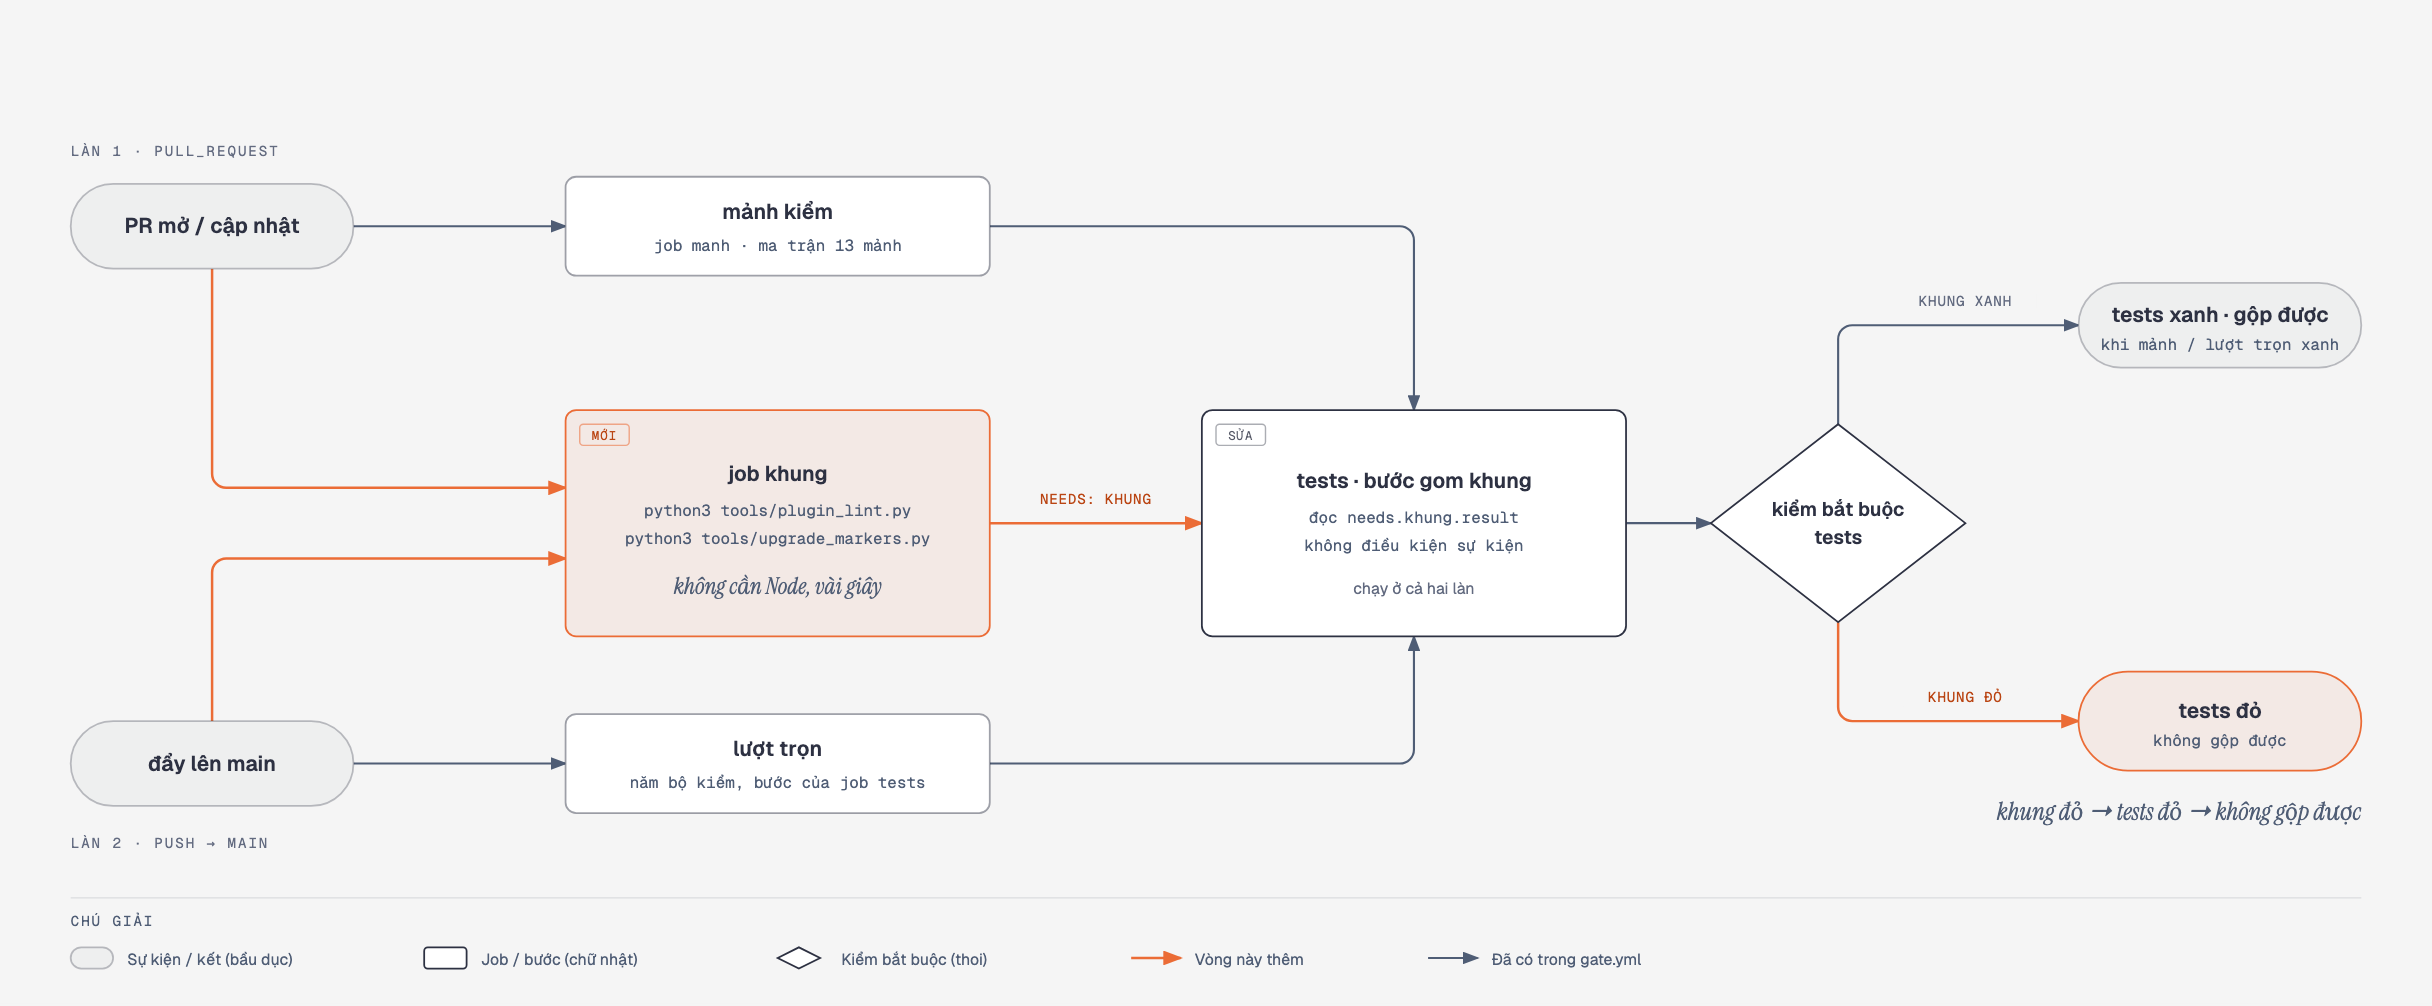 LÀN 1 · PULL_REQUEST
PR mở / cập nhật
mảnh kiểm
job manh · ma trận 13 mảnh
KHUNG XANH
tests xanh · gộp được
khi mảnh / lượt trọn xanh
MỚI
job khung
python3 tools/plugin_lint.py
python3 tools/upgrade_markers.py
không cần Node, vài giây
NEEDS: KHUNG
SỬA
tests · bước gom khung
đọc needs.khung.result
không điều kiện sự kiện
chạy ở cả hai làn
kiểm bắt buộc
tests
KHUNG ĐỎ
tests đỏ
không gộp được
đẩy lên main
lượt trọn
năm bộ kiểm, bước của job tests
khung đỏ → tests đỏ → không gộp được
LÀN 2 · PUSH → MAIN
CHÚ GIẢI
Sự kiện / kết (bầu dục)
Job / bước (chữ nhật)
Kiểm bắt buộc (thoi)
Vòng này thêm
Đã có trong gate.yml